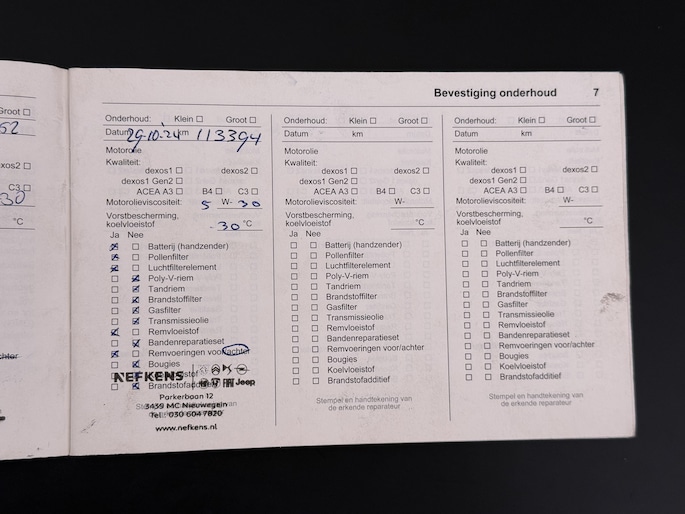 Bevestiging onderhoud 7
Groot ☐
52
xos2 ☐
C3 ☐
30
°C
Onderhoud: Klein ☐ Groot ☐
Datum 29-10-'24 km 113394
Motorolie
Kwaliteit:
dexos1 ☐ dexos2 ☐
dexos1 Gen2 ☐
ACEA A3 ☐ B4 ☐ C3 ☐
Motorolieviscositeit: 5 W- 30
Vorstbescherming,
koelvloeistof -30 °C
Ja Nee
☒ ☐ Batterij (handzender)
☒ ☐ Pollenfilter
☒ ☐ Luchtfilterelement
☐ ☒ Poly-V-riem
☐ ☒ Tandriem
☐ ☒ Brandstoffilter
☐ ☒ Gasfilter
☐ ☒ Transmissieolie
☒ ☐ Remvloeistof
☐ ☒ Bandenreparatieset
☒ ☐ Remvoeringen voor/achter
☐ ☒ Bougies
NEFKENS
Jeep
Brandstofadd
Parkerbaan 12
3439 MC Nieuwegein
Tel.: 030 604 7820
www.nefkens.nl
Onderhoud: Klein ☐ Groot ☐
Datum km
Motorolie
Kwaliteit:
dexos1 ☐ dexos2 ☐
dexos1 Gen2 ☐
ACEA A3 ☐ B4 ☐ C3 ☐
Motorolieviscositeit: W-
Vorstbescherming,
koelvloeistof °C
Ja Nee
☐ ☐ Batterij (handzender)
☐ ☐ Pollenfilter
☐ ☐ Luchtfilterelement
☐ ☐ Poly-V-riem
☐ ☐ Tandriem
☐ ☐ Brandstoffilter
☐ ☐ Gasfilter
☐ ☐ Transmissieolie
☐ ☐ Remvloeistof
☐ ☐ Bandenreparatieset
☐ ☐ Remvoeringen voor/achter
☐ ☐ Bougies
☐ ☐ Koelvloeistof
☐ ☐ Brandstofadditief
Stempel en handtekening van
de erkende reparateur
Onderhoud: Klein ☐ Groot ☐
Datum km
Motorolie
Kwaliteit:
dexos1 ☐ dexos2 ☐
dexos1 Gen2 ☐
ACEA A3 ☐ B4 ☐ C3 ☐
Motorolieviscositeit: W-
Vorstbescherming,
koelvloeistof °C
Ja Nee
☐ ☐ Batterij (handzender)
☐ ☐ Pollenfilter
☐ ☐ Luchtfilterelement
☐ ☐ Poly-V-riem
☐ ☐ Tandriem
☐ ☐ Brandstoffilter
☐ ☐ Gasfilter
☐ ☐ Transmissieolie
☐ ☐ Remvloeistof
☐ ☐ Bandenreparatieset
☐ ☐ Remvoeringen voor/achter
☐ ☐ Bougies
☐ ☐ Koelvloeistof
☐ ☐ Brandstofadditief
Stempel en handtekening van
de erkende reparateur